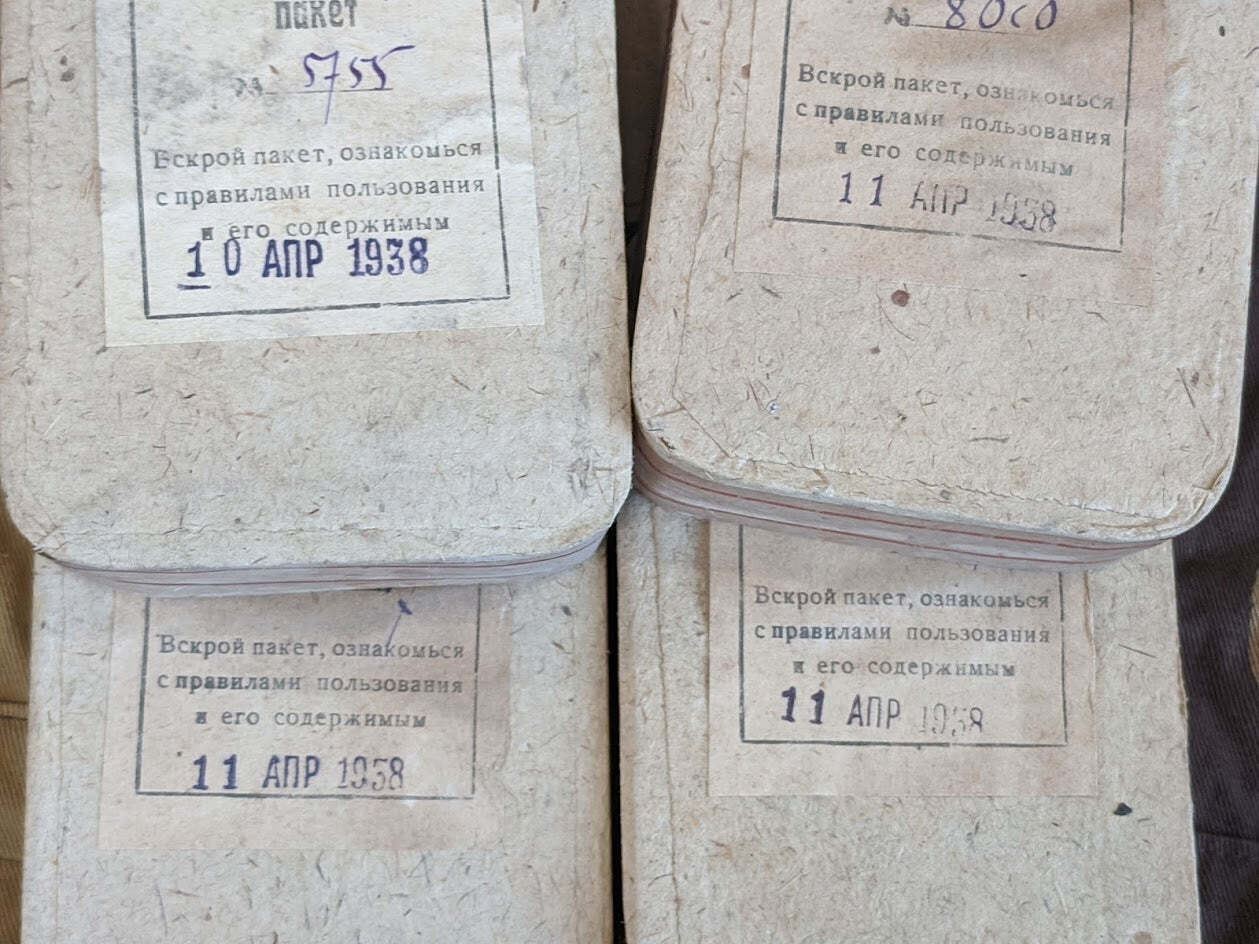 пакет
№ 5755
Вскрой пакет, ознакомься
с правилами пользования
и его содержимым
10 АПР 1938
№ 8000
Вскрой пакет, ознакомься
с правилами пользования
и его содержимым
11 АПР 1938
Вскрой пакет, ознакомься
с правилами пользования
и его содержимым
11 АПР 1938
Вскрой пакет, ознакомься
с правилами пользования
и его содержимым
11 АПР 1938